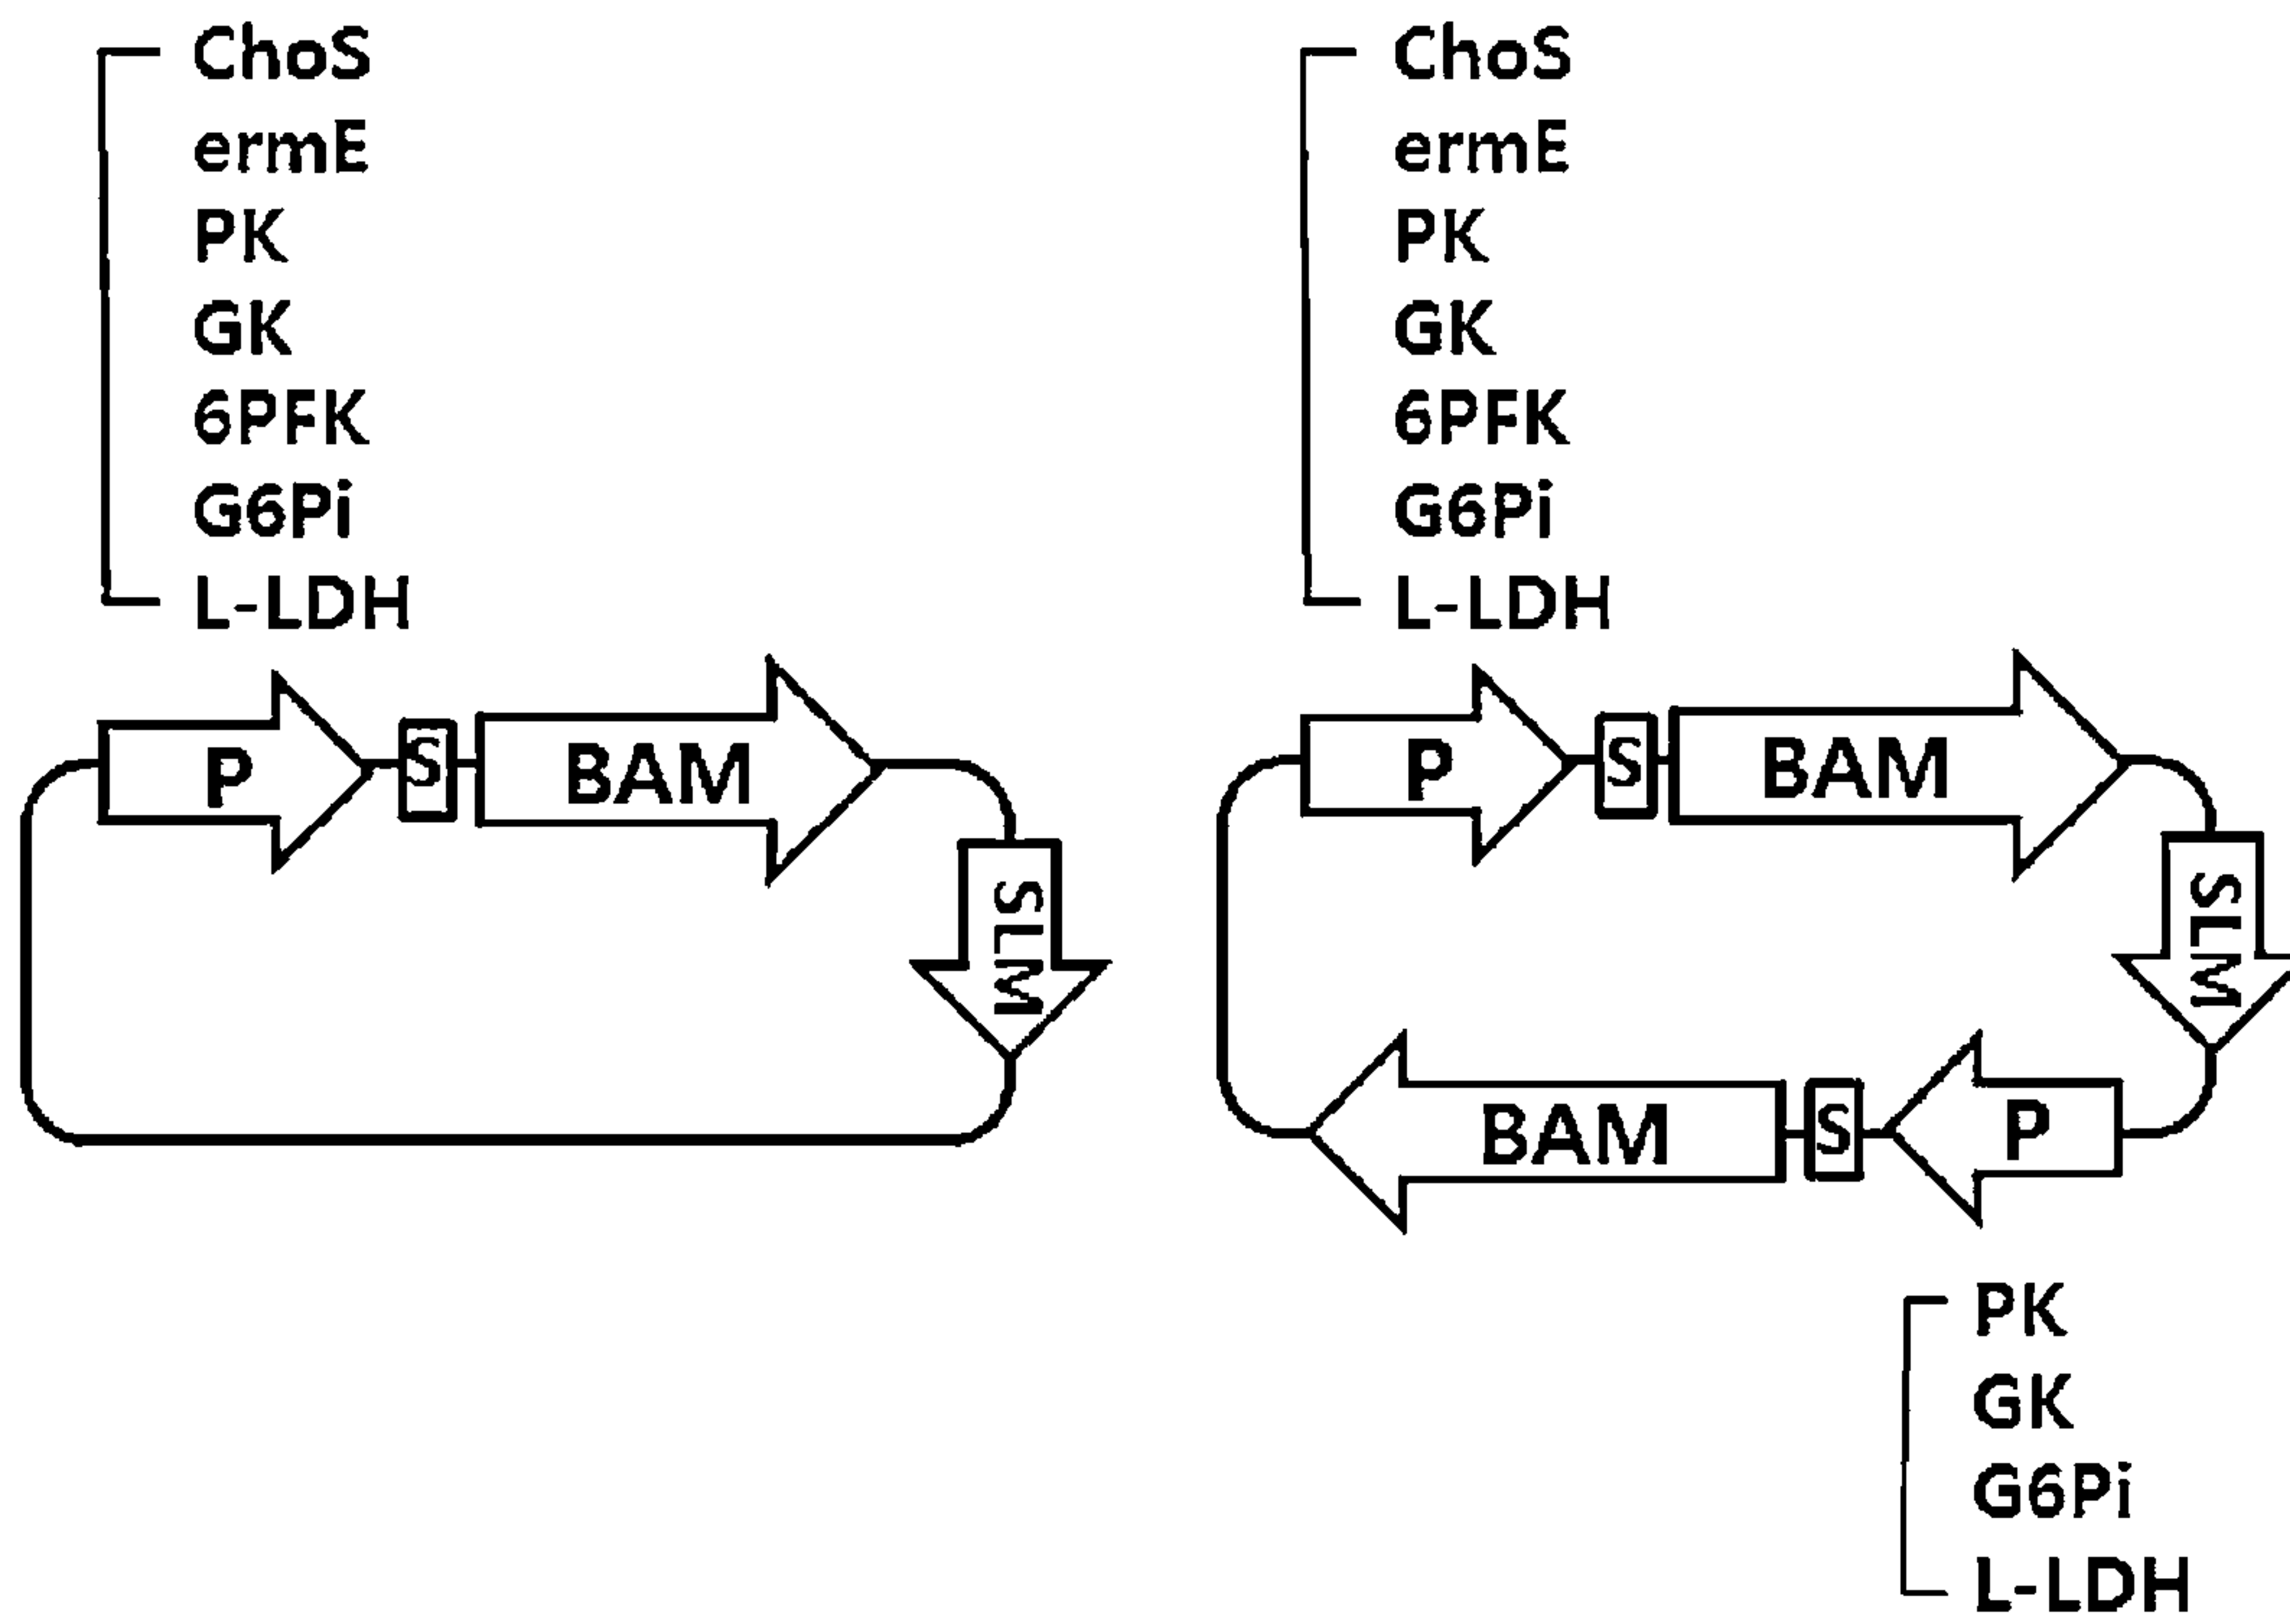 ChoS
ermE
PK
GK
6PFK
G6Pi
L-LDH
P
S
BAM
SLM
ChoS
ermE
PK
GK
6PFK
G6Pi
L-LDH
P
S
BAM
SLM
BAM
S
P
PK
GK
G6Pi
L-LDH